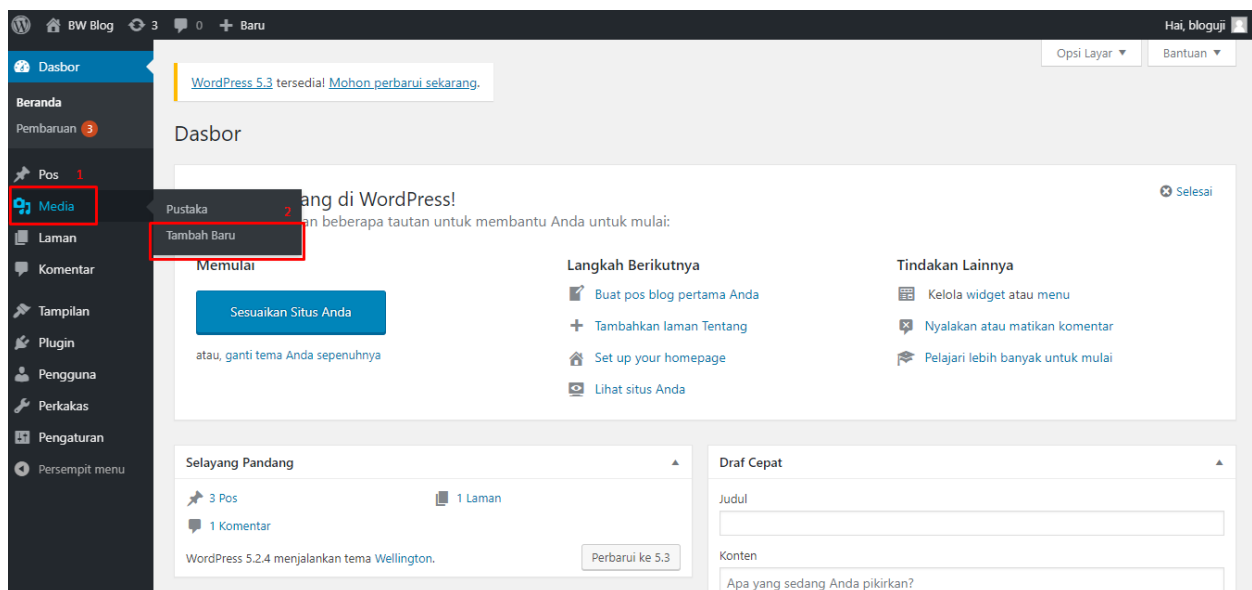 BW Blog 3 0 + Baru Hai, bloguji
Opsi Layar ▼ Bantuan ▼
Dasbor
Beranda
Pembaruan 3
Pos 1
Media
Laman
Komentar
Tampilan
Plugin
Pengguna
Perkakas
Pengaturan
Persempit menu
Pustaka 2
Tambah Baru
WordPress 5.3 tersedia! Mohon perbarui sekarang.
Dasbor
ang di WordPress!
an beberapa tautan untuk membantu Anda untuk mulai:
Selesai
Memulai
Sesuaikan Situs Anda
atau, ganti tema Anda sepenuhnya
Langkah Berikutnya
Buat pos blog pertama Anda
Tambahkan laman Tentang
Set up your homepage
Lihat situs Anda
Tindakan Lainnya
Kelola widget atau menu
Nyalakan atau matikan komentar
Pelajari lebih banyak untuk mulai
Selayang Pandang
3 Pos 1 Laman
1 Komentar
WordPress 5.2.4 menjalankan tema Wellington. Perbarui ke 5.3
Draf Cepat
Judul
Konten
Apa yang sedang Anda pikirkan?